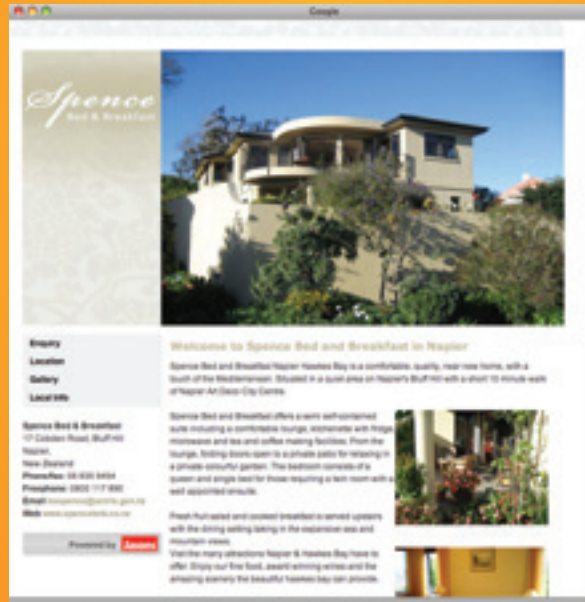 Google
Spence
Bed & Breakfast
Enquiry
Location
Gallery
Local Info
Spence Bed & Breakfast
17 Cobden Road, Bluff Hill
Napier,
New Zealand
Phone/fax:
Freephone: 0800 117 890
Email
Web www.spencebnb.co.nz
Powered by Jasons
Welcome to Spence Bed and Breakfast in Napier
Spence Bed and Breakfast Napier Hawkes Bay is a comfortable, quality, near new home, with a
touch of the Mediterranean. Situated in a quiet area on Napier's Bluff Hill with a short 10 minute walk
of Napier Art Deco City Centre.
Spence Bed and Breakfast offers a semi self-contained
suite including a comfortable lounge, kitchenette with fridge
microwave and tea and coffee making facilities. From the
lounge, folding doors open to a private patio for relaxing in
a private colourful garden. The bedroom consists of a
queen and single bed for those requiring a twin room with a
well appointed ensuite.
Fresh fruit salad and cooked breakfast is served upstairs
with the dining setting taking in the expansive sea and
mountain views.
Visit the many attractions Napier & Hawkes Bay have to
offer. Enjoy our fine food, award winning wines and the
amazing scenery the beautiful hawkes bay can provide.